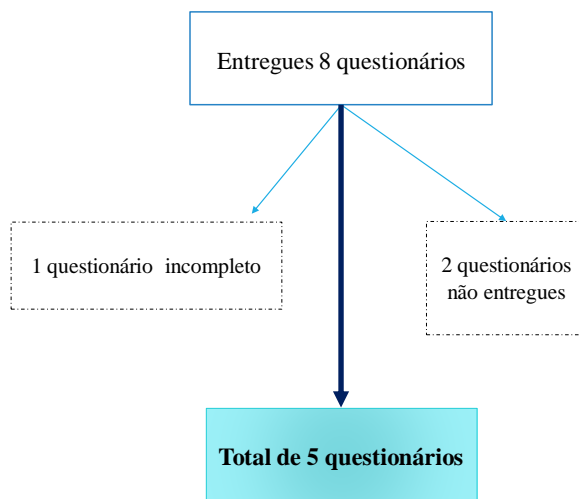 Entregues 8 questionários
1 questionário incompleto
2 questionários
não entregues
Total de 5 questionários